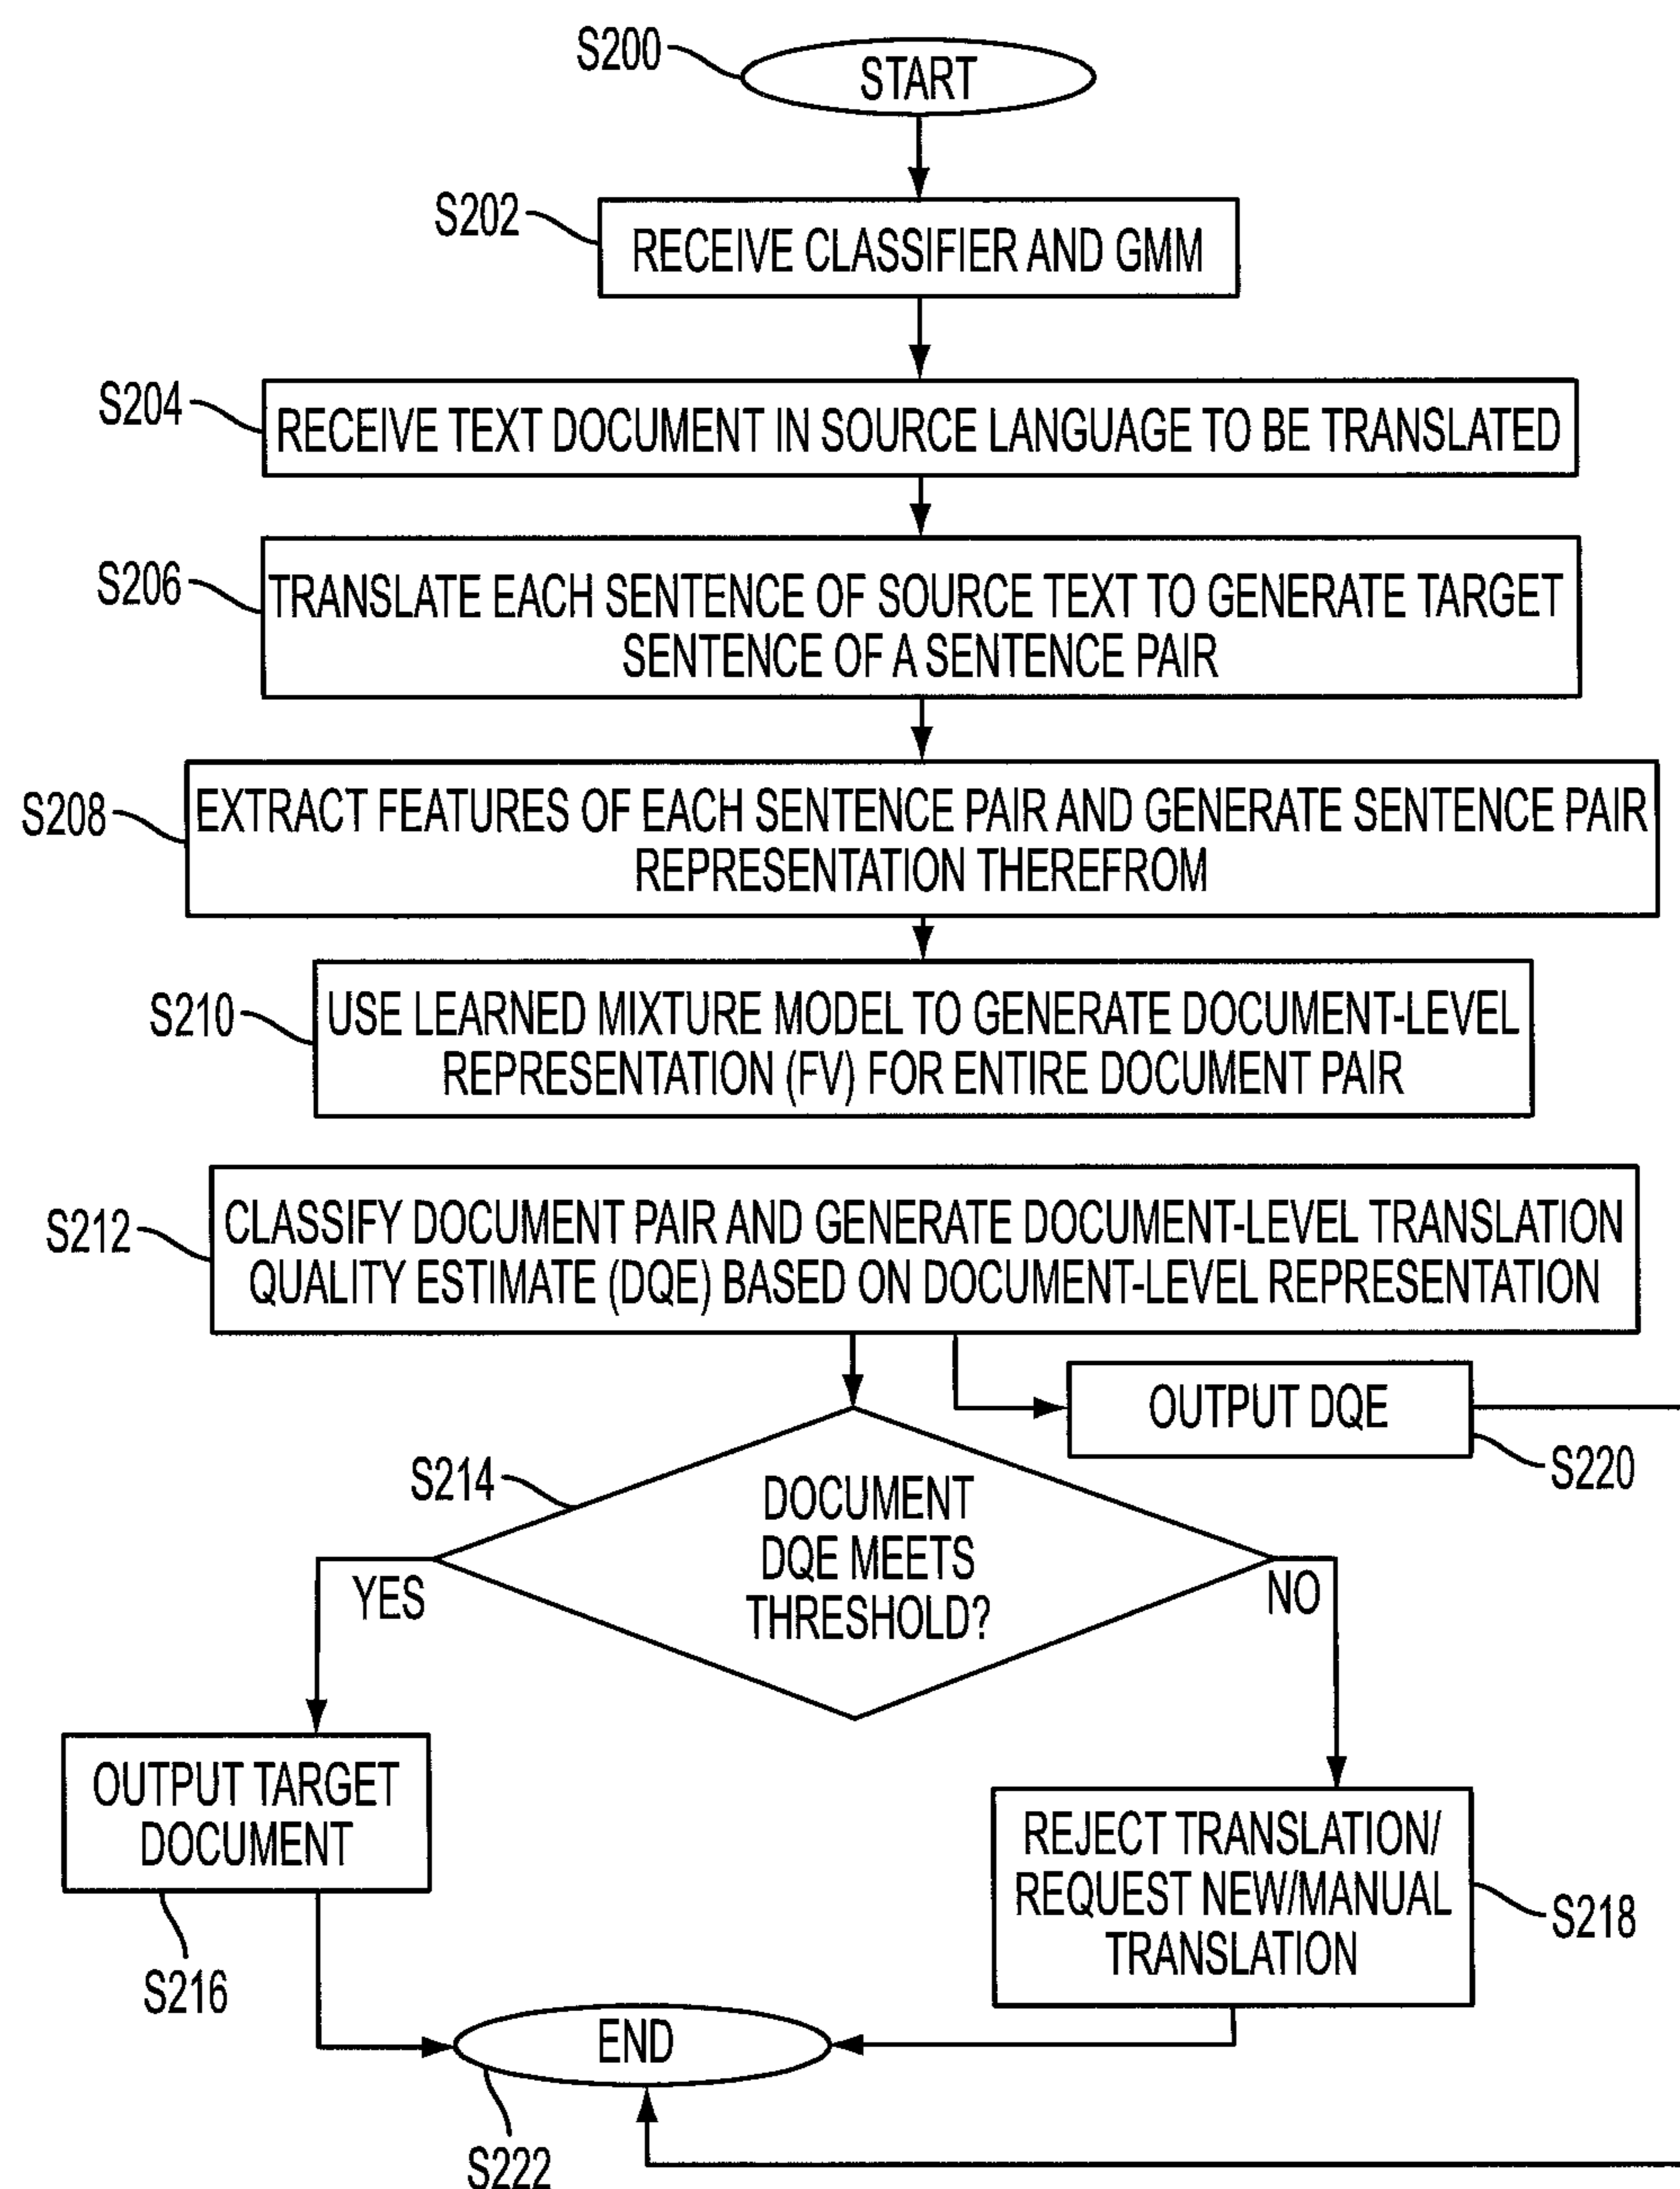 S200
START
S202
RECEIVE CLASSIFIER AND GMM
S204
RECEIVE TEXT DOCUMENT IN SOURCE LANGUAGE TO BE TRANSLATED
S206
TRANSLATE EACH SENTENCE OF SOURCE TEXT TO GENERATE TARGET
SENTENCE OF A SENTENCE PAIR
S208
EXTRACT FEATURES OF EACH SENTENCE PAIR AND GENERATE SENTENCE PAIR
REPRESENTATION THEREFROM
S210
USE LEARNED MIXTURE MODEL TO GENERATE DOCUMENT-LEVEL
REPRESENTATION (FV) FOR ENTIRE DOCUMENT PAIR
S212
CLASSIFY DOCUMENT PAIR AND GENERATE DOCUMENT-LEVEL TRANSLATION
QUALITY ESTIMATE (DQE) BASED ON DOCUMENT-LEVEL REPRESENTATION
OUTPUT DQE
S220
S214
DOCUMENT
DQE MEETS
THRESHOLD?
YES
NO
OUTPUT TARGET
DOCUMENT
S216
REJECT TRANSLATION/
REQUEST NEW/MANUAL
TRANSLATION
S218
END
S222